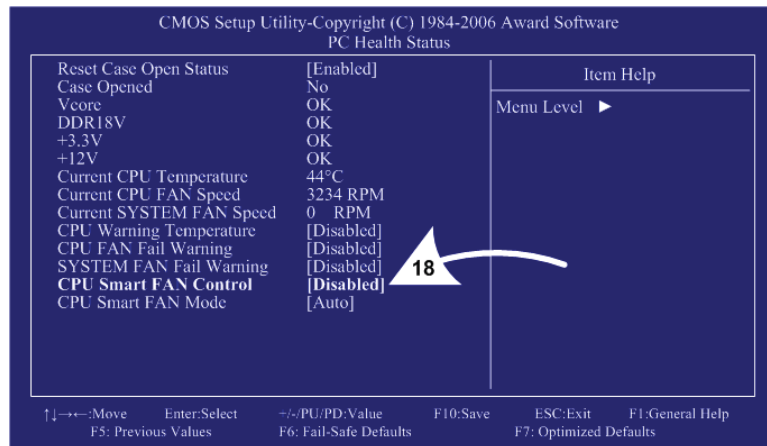 CMOS Setup Utility-Copyright (C) 1984-2006 Award Software
PC Health Status
Reset Case Open Status [Enabled]
Case Opened No
Vcore OK
DDR18V OK
+3.3V OK
+12V OK
Current CPU Temperature 44°C
Current CPU FAN Speed 3234 RPM
Current SYSTEM FAN Speed 0 RPM
CPU Warning Temperature [Disabled]
CPU FAN Fail Warning [Disabled]
SYSTEM FAN Fail Warning [Disabled]
CPU Smart FAN Control [Disabled]
CPU Smart FAN Mode [Auto]
18
Item Help
Menu Level ►
↑↓→←:Move Enter:Select +/-/PU/PD:Value F10:Save ESC:Exit F1:General Help
F5: Previous Values F6: Fail-Safe Defaults F7: Optimized Defaults